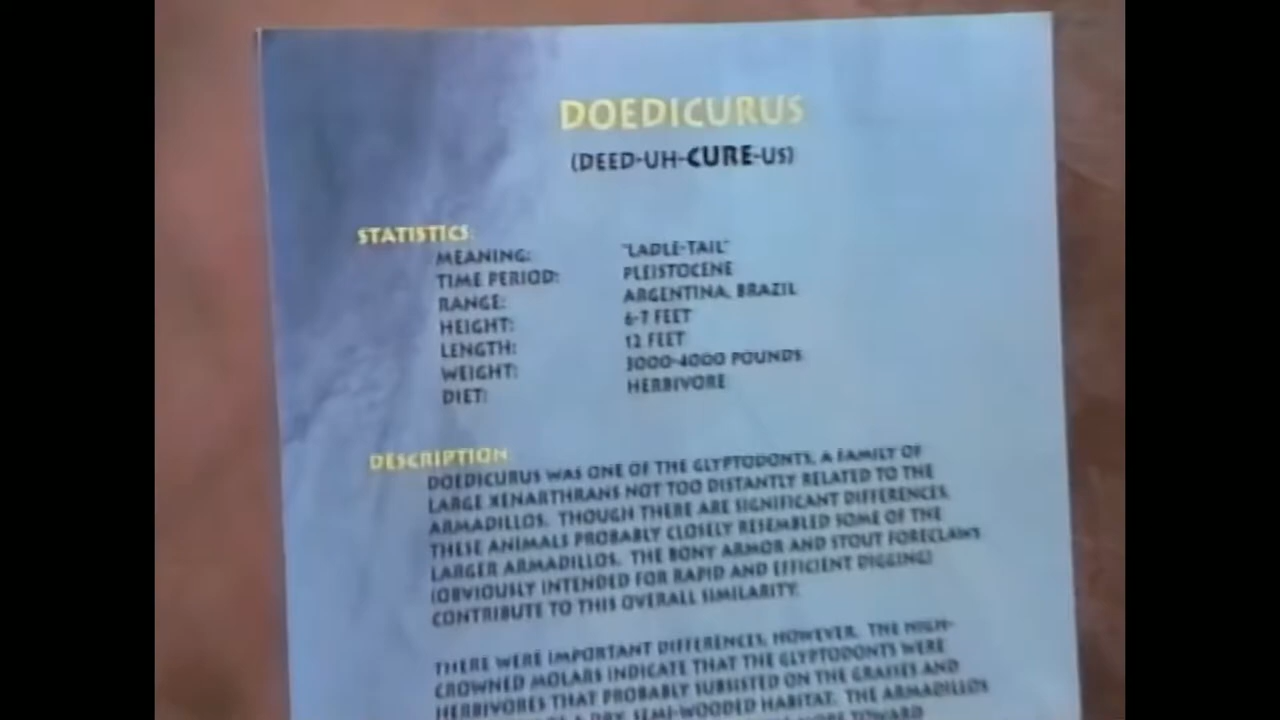 DOEDICURUS
(DEED-UH-CURE-US)
STATISTICS:
MEANING: "LADLE-TAIL"
TIME PERIOD: PLEISTOCENE
RANGE: ARGENTINA, BRAZIL
HEIGHT: 6-7 FEET
LENGTH: 12 FEET
WEIGHT: 3000-4000 POUNDS
DIET: HERBIVORE
DESCRIPTION:
DOEDICURUS WAS ONE OF THE GLYPTODONTS, A FAMILY OF
LARGE XENARTHRANS NOT TOO DISTANTLY RELATED TO THE
ARMADILLOS. THOUGH THERE ARE SIGNIFICANT DIFFERENCES,
THESE ANIMALS PROBABLY CLOSELY RESEMBLED SOME OF THE
LARGER ARMADILLOS. THE BONY ARMOR AND STOUT FORECLAWS
(OBVIOUSLY INTENDED FOR RAPID AND EFFICIENT DIGGING)
CONTRIBUTE TO THIS OVERALL SIMILARITY.
THERE WERE IMPORTANT DIFFERENCES, HOWEVER. THE HIGH-
CROWNED MOLARS INDICATE THAT THE GLYPTODONTS WERE
HERBIVORES THAT PROBABLY SUBSISTED ON THE GRASSES AND
A DRY, SEMI-WOODED HABITAT. THE ARMADILLOS
MORE TOWARD